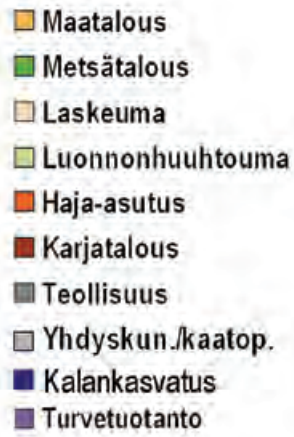 Maatalous
Metsätalous
Laskeuma
Luonnonhuuhtouma
Haja-asutus
Karjatalous
Teollisuus
Yhdyskun./kaatop.
Kalankasvatus
Turvetuotanto